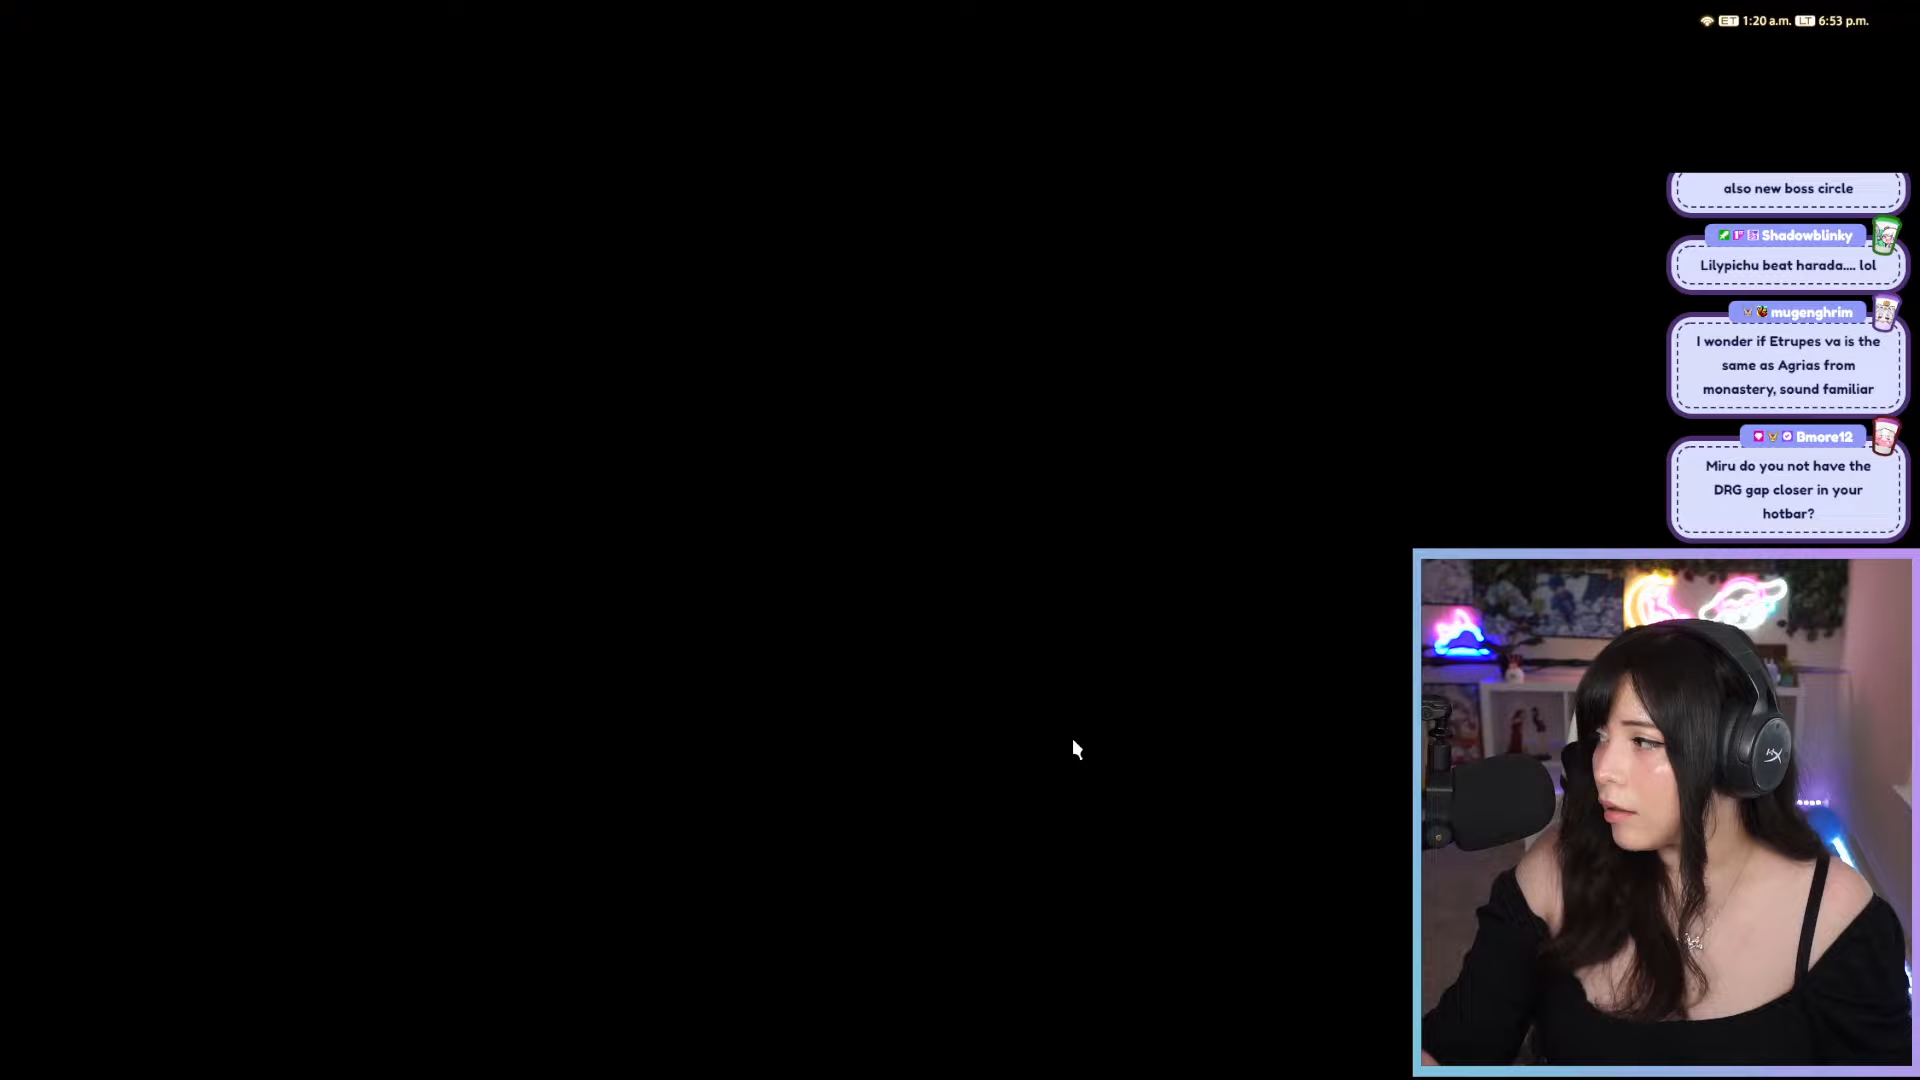 ET 1:20 a.m. LT 6:53 p.m.
also new boss circle
Shadowblinky
Lilypichu beat harada.... lol
mugenghrim
I wonder if Etrupes va is the
same as Agrias from
monastery, sound familiar
Bmore12
Miru do you not have the
DRG gap closer in your
hotbar?